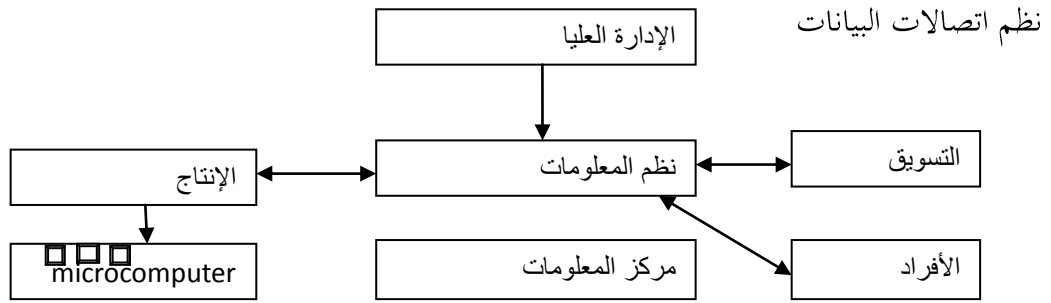 نظم اتصالات البيانات
الإدارة العليا
التسويق
نظم المعلومات
الإنتاج
الأفراد
مركز المعلومات
microcomputer